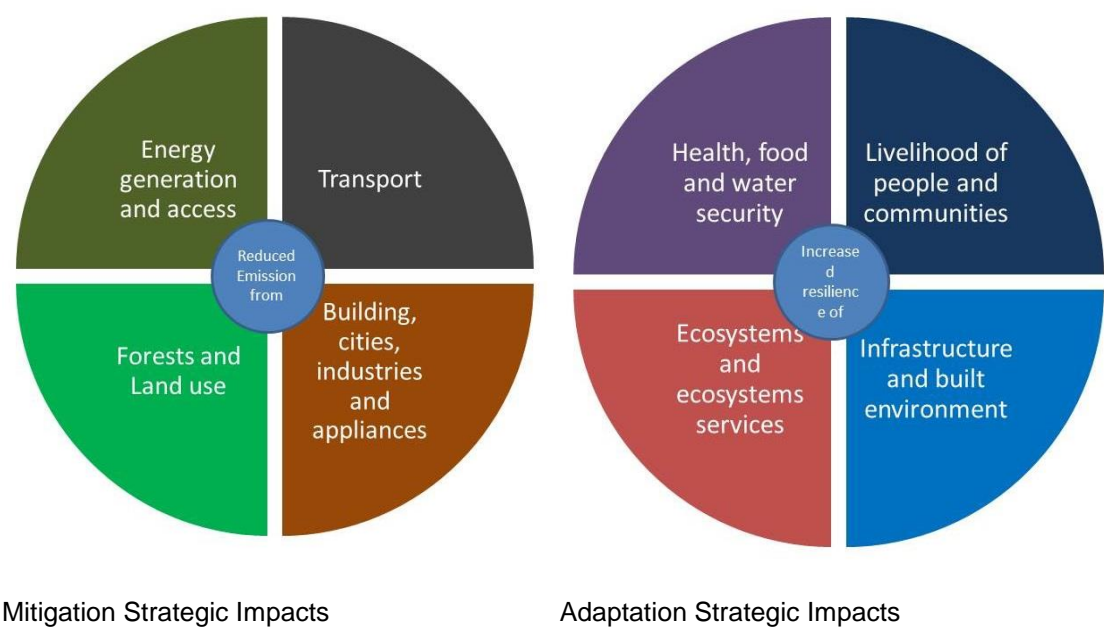 Energy
generation
and access
Transport
Reduced
Emission
from
Forests and
Land use
Building,
cities,
industries
and
appliances
Health, food
and water
security
Livelihood of
people and
communities
Increase
d
resilienc
e of
Ecosystems
and
ecosystems
services
Infrastructure
and built
environment
Mitigation Strategic Impacts
Adaptation Strategic Impacts